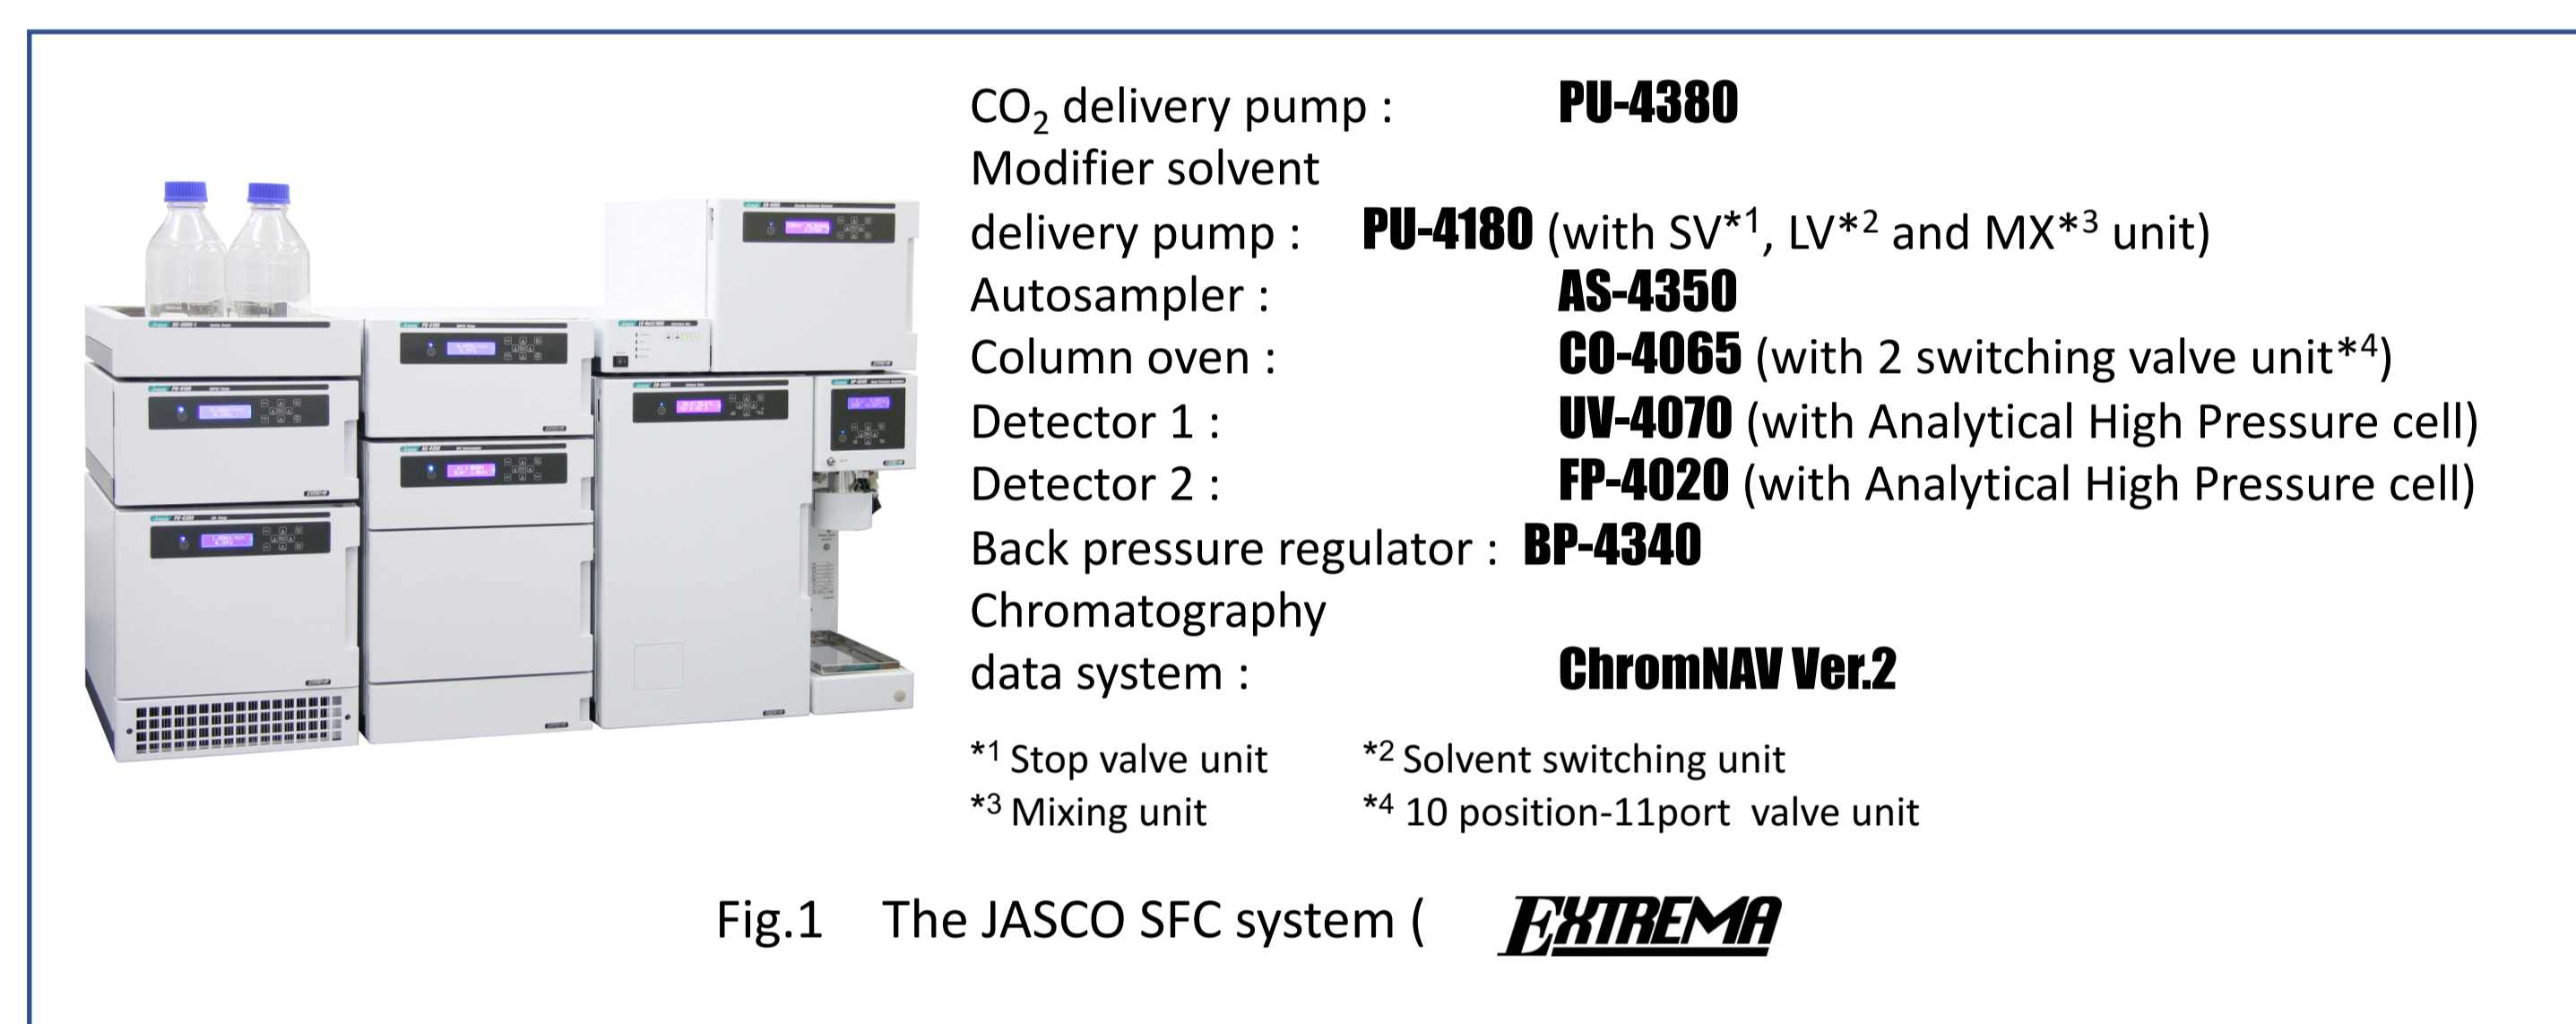 CO₂ delivery pump : PU-4380
Modifier solvent
delivery pump : PU-4180 (with SV*1, LV*2 and MX*3 unit)
Autosampler : AS-4350
Column oven : CO-4065 (with 2 switching valve unit*4)
Detector 1 : UV-4070 (with Analytical High Pressure cell)
Detector 2 : FP-4020 (with Analytical High Pressure cell)
Back pressure regulator : BP-4340
Chromatography
data system : ChromNAV Ver.2
*1 Stop valve unit *2 Solvent switching unit
*3 Mixing unit *4 10 position-11port valve unit
Fig.1 The JASCO SFC system ( EXTREMA